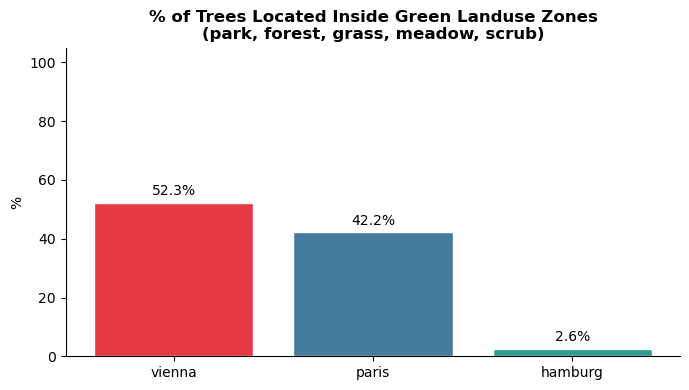 % of Trees Located Inside Green Landuse Zones
(park, forest, grass, meadow, scrub)
100
80
60
40
20
0
%
52.3%
42.2%
2.6%
vienna
paris
hamburg